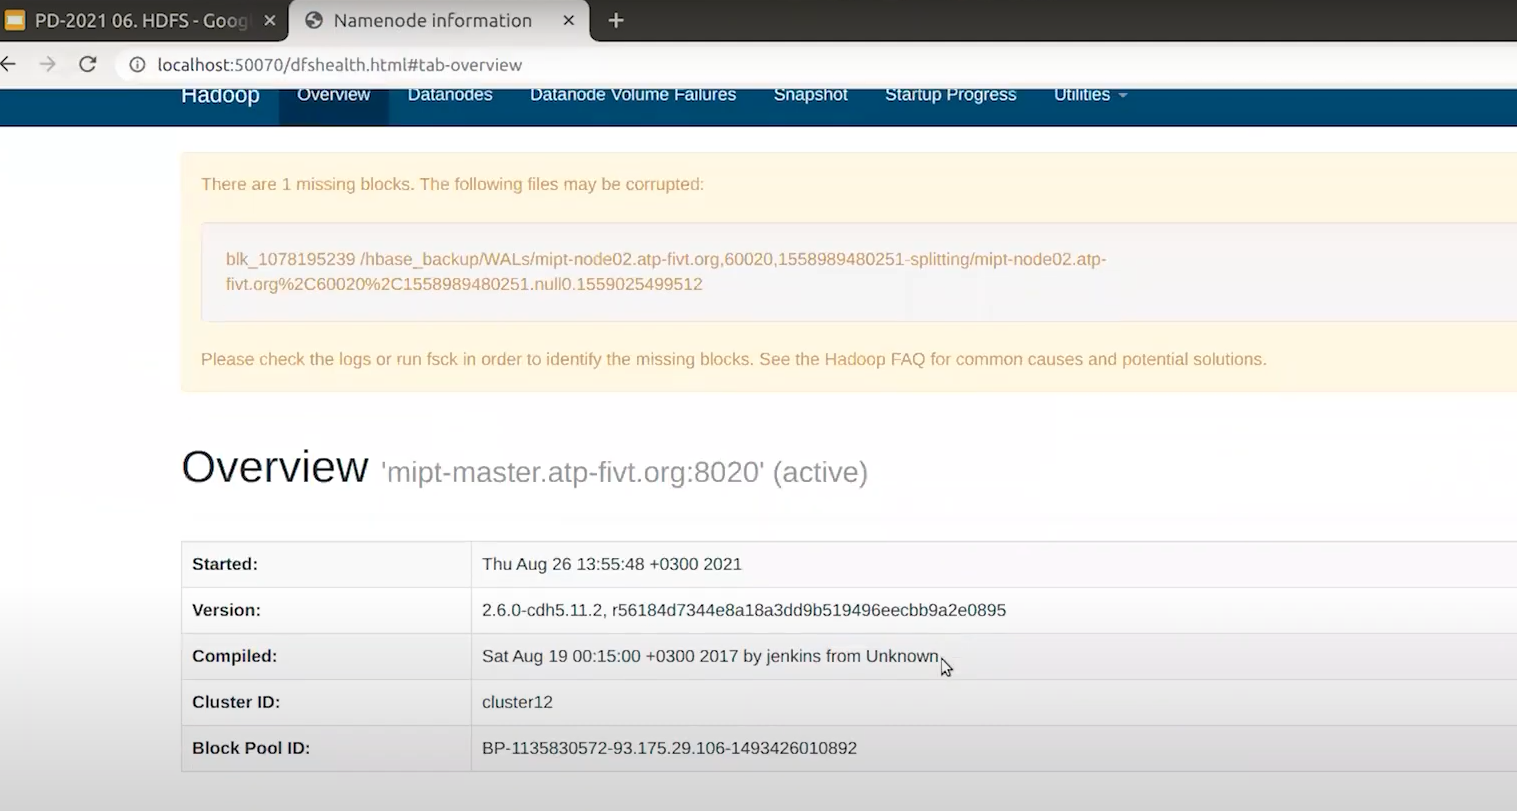 PD-2021 06. HDFS - Goog
Namenode information
localhost:50070/dfshealth.html#tab-overview
Hadoop Overview Datanodes Datanode Volume Failures Snapshot Startup Progress Utilities
There are 1 missing blocks. The following files may be corrupted:
blk_1078195239 /hbase_backup/WALs/mipt-node02.atp-fivt.org,60020,1558989480251-splitting/mipt-node02.atp-
fivt.org%2C60020%2C1558989480251.null0.1559025499512
Please check the logs or run fsck in order to identify the missing blocks. See the Hadoop FAQ for common causes and potential solutions.
Overview 'mipt-master.atp-fivt.org:8020' (active)
Started: Thu Aug 26 13:55:48 +0300 2021
Version: 2.6.0-cdh5.11.2, r56184d7344e8a18a3dd9b519496eecbb9a2e0895
Compiled: Sat Aug 19 00:15:00 +0300 2017 by jenkins from Unknown
Cluster ID: cluster12
Block Pool ID: BP-1135830572-93.175.29.106-1493426010892